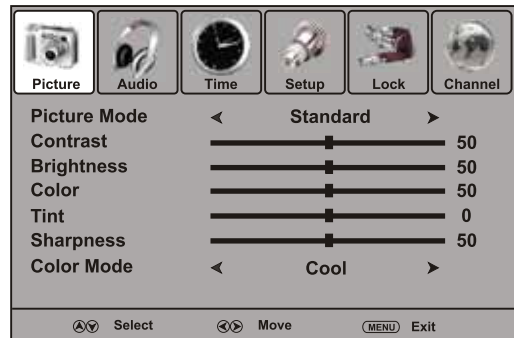 Picture Audio Time Setup Lock Channel
Picture Mode Standard
Contrast 50
Brightness 50
Color 50
Tint 0
Sharpness 50
Color Mode Cool
Select Move MENU Exit